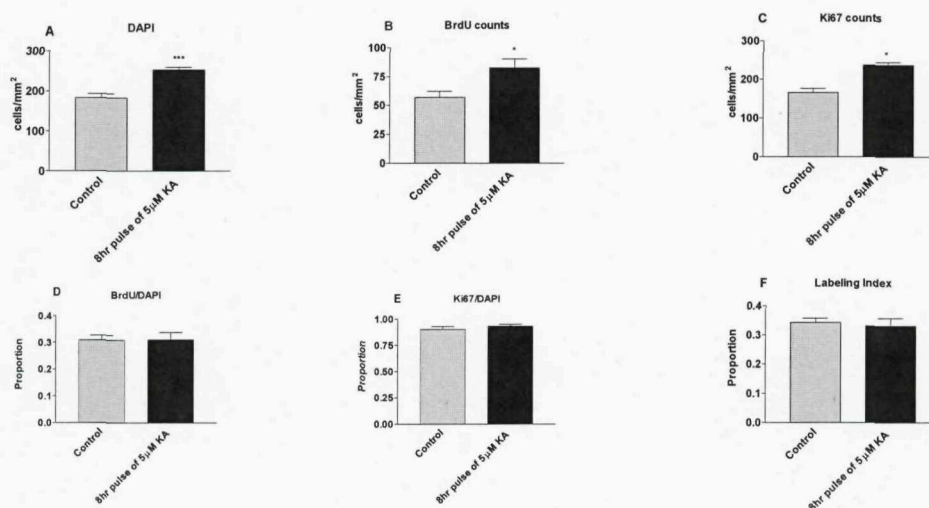 A
DAPI
300
***
200
100
0
cells/mm²
Control
8hr pulse of 5µM KA
B
BrdU counts
100
*
75
50
25
0
cells/mm²
Control
8hr pulse of 5µM KA
C
Ki67 counts
300
*
200
100
0
cells/mm²
Control
8hr pulse of 5µM KA
D
BrdU/DAPI
0.4
0.3
0.2
0.1
0.0
Proportion
Control
8hr pulse of 5µM KA
E
Ki67/DAPI
1.00
0.75
0.50
0.25
0.00
Proportion
Control
8hr pulse of 5µM KA
F
Labeling Index
0.4
0.3
0.2
0.1
0.0
Proportion
Control
8hr pulse of 5µM KA